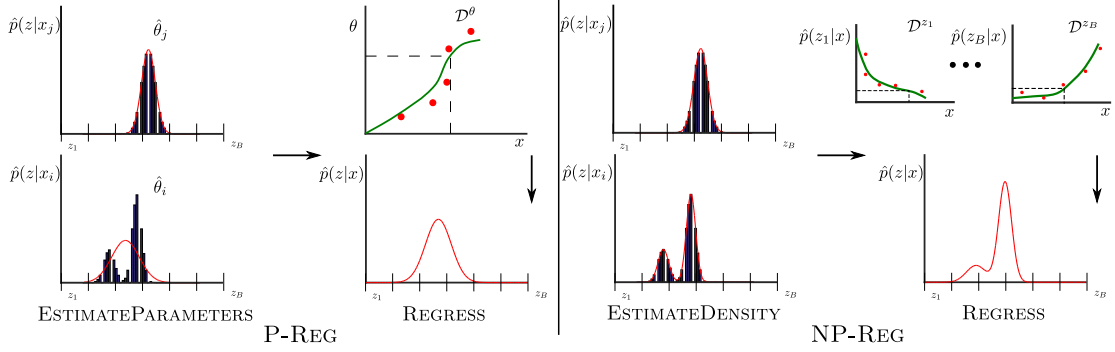 p̂(z|x_j)
θ̂_j
z_1
z_B
p̂(z|x_i)
θ̂_i
z_1
z_B
ESTIMATEPARAMETERS
θ
D^θ
x
p̂(z|x)
z_1
z_B
REGRESS
P-REG
p̂(z|x_j)
z_1
z_B
p̂(z|x_i)
z_1
z_B
ESTIMATEDENSITY
p̂(z_1|x)
D^{z_1}
x
•••
p̂(z_B|x)
D^{z_B}
x
p̂(z|x)
z_1
z_B
REGRESS
NP-REG